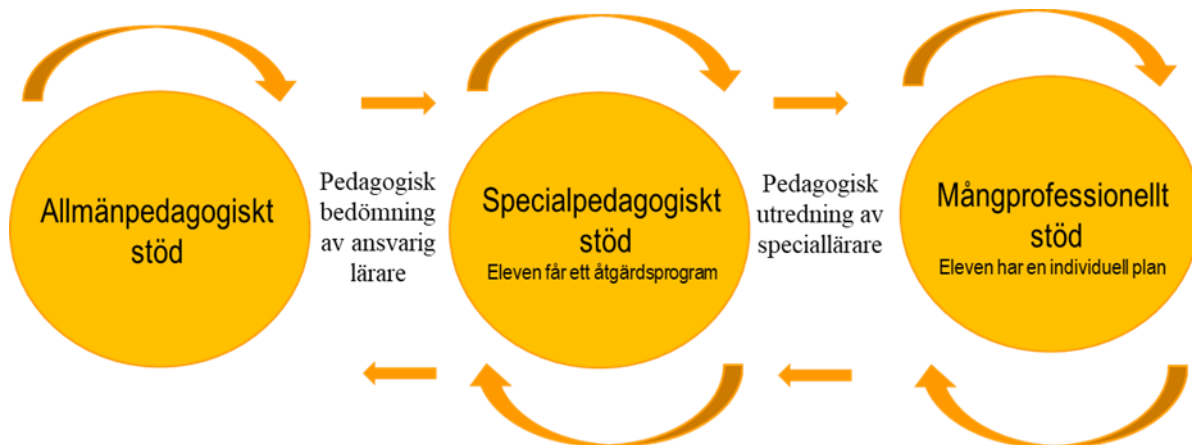 Allmänpedagogiskt
stöd
Pedagogisk
bedömning
av ansvarig
lärare
Specialpedagogiskt
stöd
Eleven får ett åtgärdsprogram
Pedagogisk
utredning av
speciallärare
Mångprofessionellt
stöd
Eleven har en individuell plan